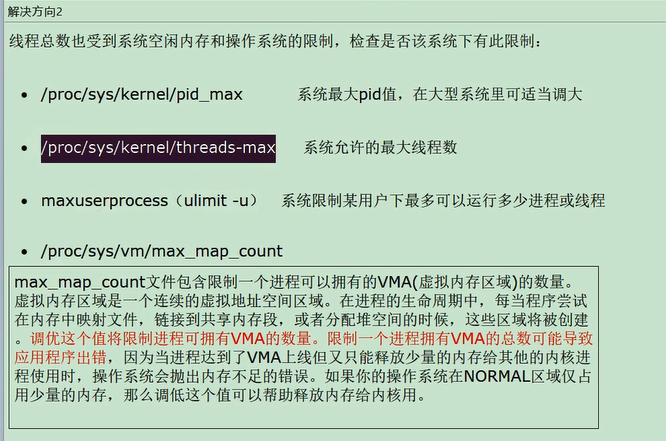 解决方向2
线程总数也受到系统空闲内存和操作系统的限制，检查是否该系统下有此限制：
• /proc/sys/kernel/pid_max 系统最大pid值，在大型系统里可适当调大
• /proc/sys/kernel/threads-max 系统允许的最大线程数
• maxuserprocess（ulimit -u） 系统限制某用户下最多可以运行多少进程或线程
• /proc/sys/vm/max_map_count
max_map_count文件包含限制一个进程可以拥有的VMA(虚拟内存区域)的数量。
虚拟内存区域是一个连续的虚拟地址空间区域。在进程的生命周期中，每当程序尝试
在内存中映射文件，链接到共享内存段，或者分配堆空间的时候，这些区域将被创建
。调优这个值将限制进程可拥有VMA的数量。限制一个进程拥有VMA的总数可能导致
应用程序出错，因为当进程达到了VMA上线但又只能释放少量的内存给其他的内核进
程使用时，操作系统会抛出内存不足的错误。如果你的操作系统在NORMAL区域仅占
用少量的内存，那么调低这个值可以帮助释放内存给内核用。